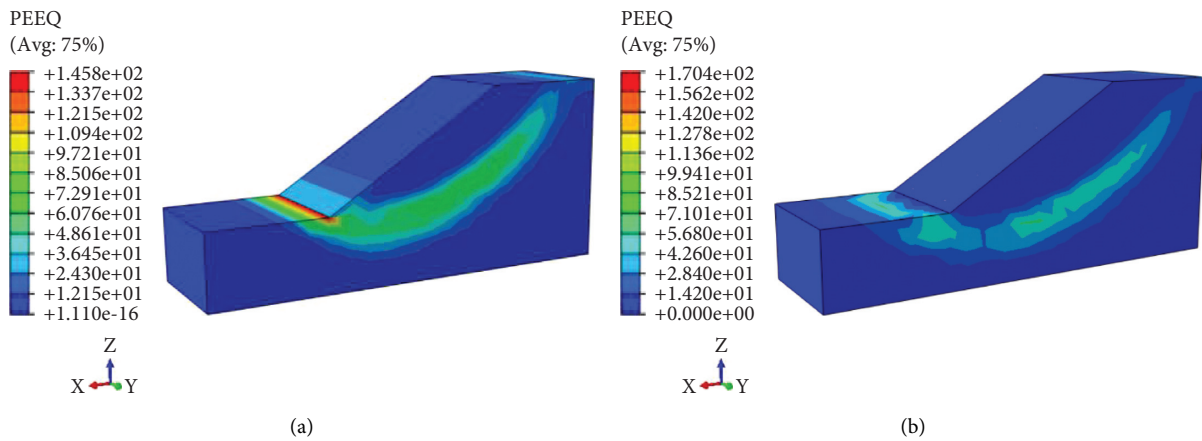 PEEQ
(Avg: 75%)
+1.458e+02
+1.337e+02
+1.215e+02
+1.094e+02
+9.721e+01
+8.506e+01
+7.291e+01
+6.076e+01
+4.861e+01
+3.645e+01
+2.430e+01
+1.215e+01
+1.110e-16
Z
X
Y
(a)
PEEQ
(Avg: 75%)
+1.704e+02
+1.562e+02
+1.420e+02
+1.278e+02
+1.136e+02
+9.941e+01
+8.521e+01
+7.101e+01
+5.680e+01
+4.260e+01
+2.840e+01
+1.420e+01
+0.000e+00
Z
X
Y
(b)